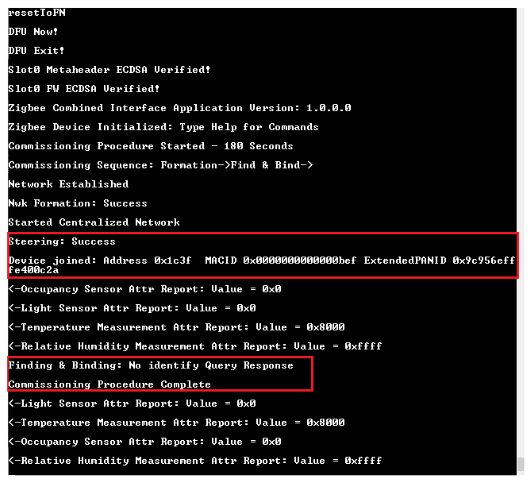 resetToFN
DFU Now!
DFU Exit!
Slot0 Metaheader ECDSA Verified!
Slot0 FW ECDSA Verified!
Zigbee Combined Interface Application Version: 1.0.0.0
Zigbee Device Initialized: Type Help for Commands
Commissioning Procedure Started - 180 Seconds
Commissioning Sequence: Formation->Find & Bind->
Network Established
Nwk Formation: Success
Started Centralized Network
Steering: Success
Device joined: Address 0x1c3f  MACID 0x0000000000000bef ExtendedPANID 0x9c956eff
fe400c2a
<-Occupancy Sensor Attr Report: Value = 0x0
<-Light Sensor Attr Report: Value = 0x0
<-Temperature Measurement Attr Report: Value = 0x8000
<-Relative Humidity Measurement Attr Report: Value = 0xffff
Finding & Binding: No identify Query Response
Commissioning Procedure Complete
<-Light Sensor Attr Report: Value = 0x0
<-Temperature Measurement Attr Report: Value = 0x8000
<-Occupancy Sensor Attr Report: Value = 0x0
<-Relative Humidity Measurement Attr Report: Value = 0xffff